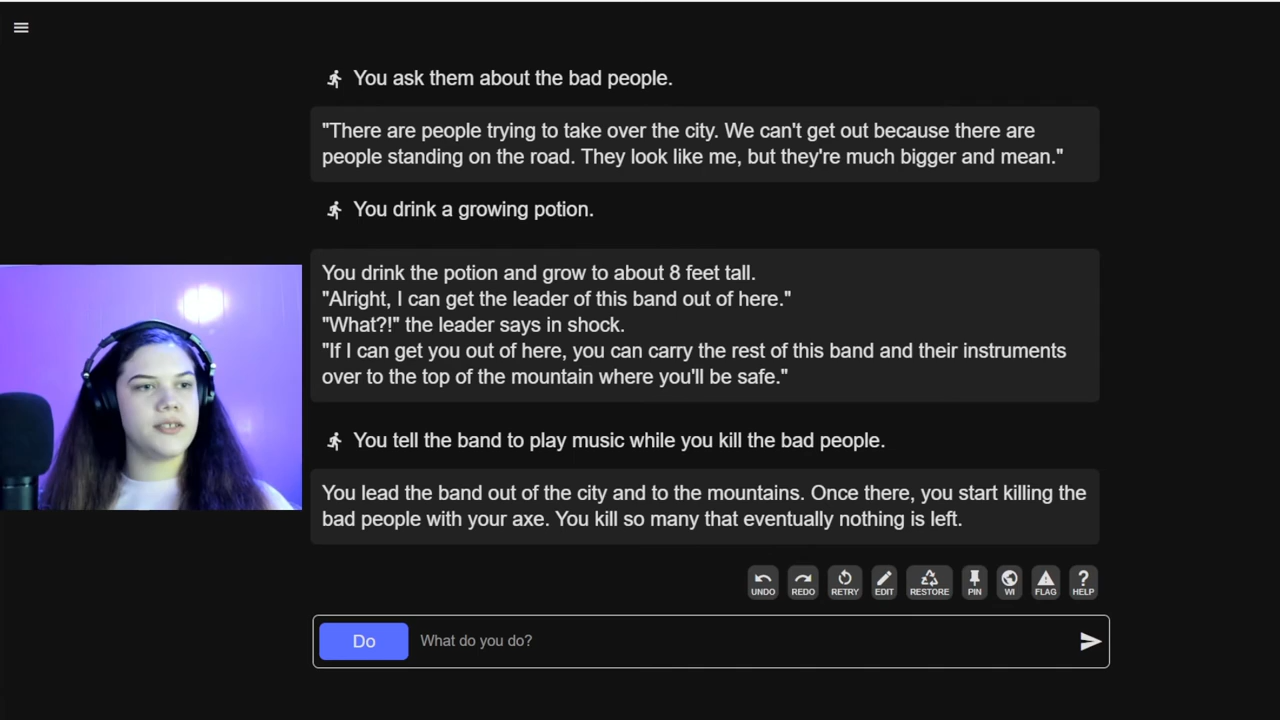 You ask them about the bad people.
"There are people trying to take over the city. We can't get out because there are
people standing on the road. They look like me, but they're much bigger and mean."
You drink a growing potion.
You drink the potion and grow to about 8 feet tall.
"Alright, I can get the leader of this band out of here."
"What?!" the leader says in shock.
"If I can get you out of here, you can carry the rest of this band and their instruments
over to the top of the mountain where you'll be safe."
You tell the band to play music while you kill the bad people.
You lead the band out of the city and to the mountains. Once there, you start killing the
bad people with your axe. You kill so many that eventually nothing is left.
UNDO REDO RETRY EDIT RESTORE PIN WI FLAG HELP
Do What do you do?